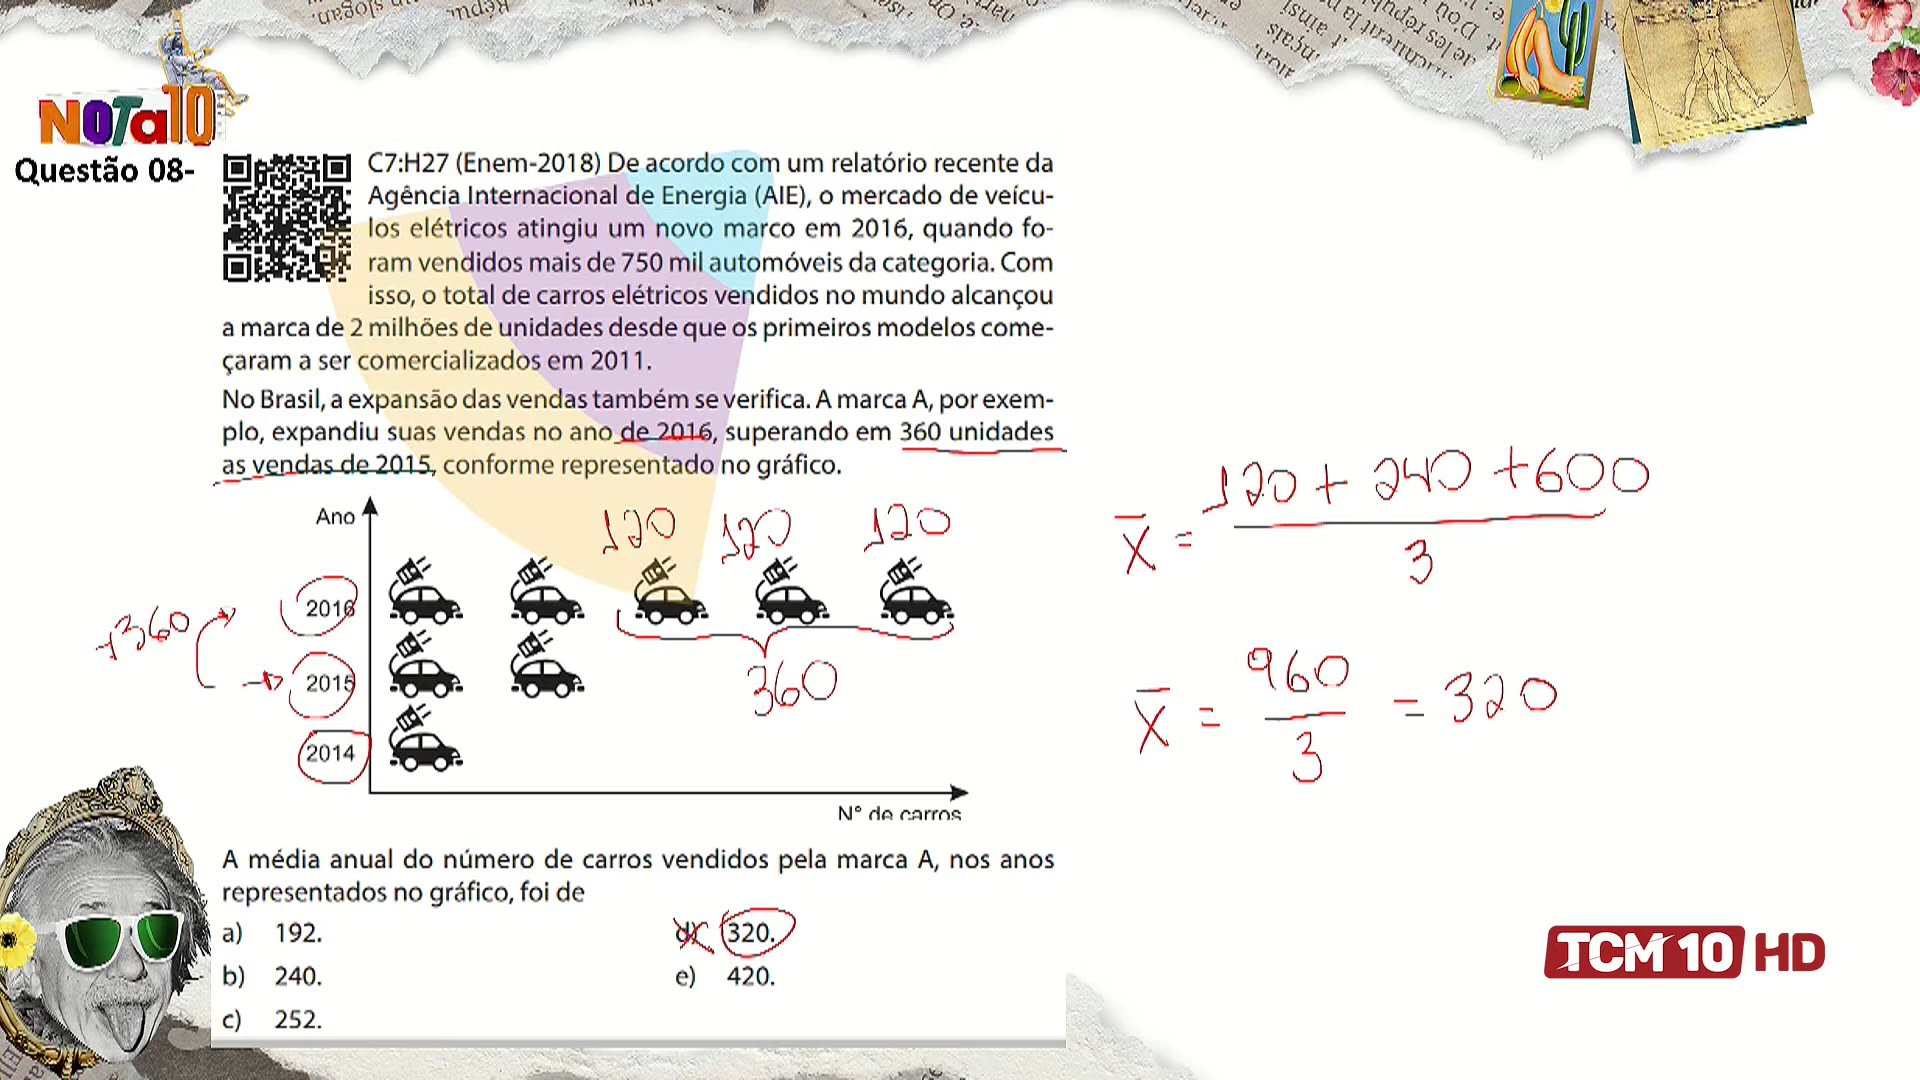 NOTa10
Questão 08-
C7:H27 (Enem-2018) De acordo com um relatório recente da
Agência Internacional de Energia (AIE), o mercado de veícu-
los elétricos atingiu um novo marco em 2016, quando fo-
ram vendidos mais de 750 mil automóveis da categoria. Com
isso, o total de carros elétricos vendidos no mundo alcançou
a marca de 2 milhões de unidades desde que os primeiros modelos come-
çaram a ser comercializados em 2011.
No Brasil, a expansão das vendas também se verifica. A marca A, por exem-
plo, expandiu suas vendas no ano de 2016, superando em 360 unidades
as vendas de 2015, conforme representado no gráfico.
Ano
120 120 120
2016
+360
2015
360
2014
N° de carros
A média anual do número de carros vendidos pela marca A, nos anos
representados no gráfico, foi de
a) 192.
b) 240.
c) 252.
d) 320.
e) 420.
x̄ = 120 + 240 + 600
3
x̄ = 960 = 320
3
TCM 10 HD